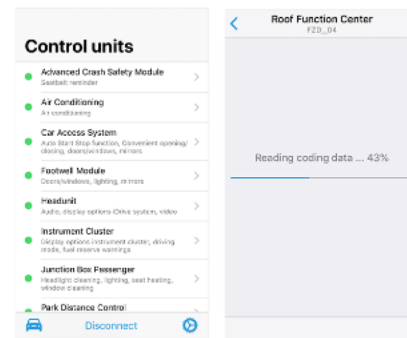 Control units
Advanced Crash Safety Module
Seatbelt reminder
Air Conditioning
Air conditioning
Car Access System
Auto Start Stop function, Convenient opening/
closing, doors/windows, mirrors
Footwell Module
Doors/windows, lighting, mirrors
Headunit
Audio, display options iDrive system, video
Instrument Cluster
Display options instrument cluster, driving
mode, fuel reserve warnings
Junction Box Passenger
Headlight cleaning, lighting, seat heating,
window cleaning
Park Distance Control
Disconnect
Roof Function Center
FZD_04
Reading coding data ... 43%